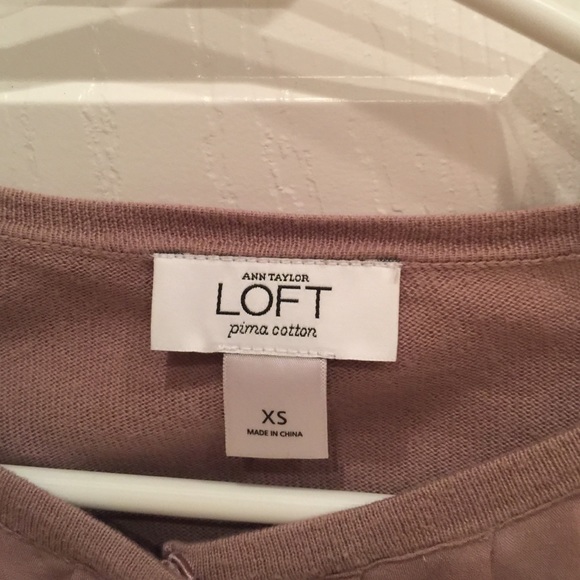 ANN TAYLOR
LOFT
pima cotton
XS
MADE IN CHINA